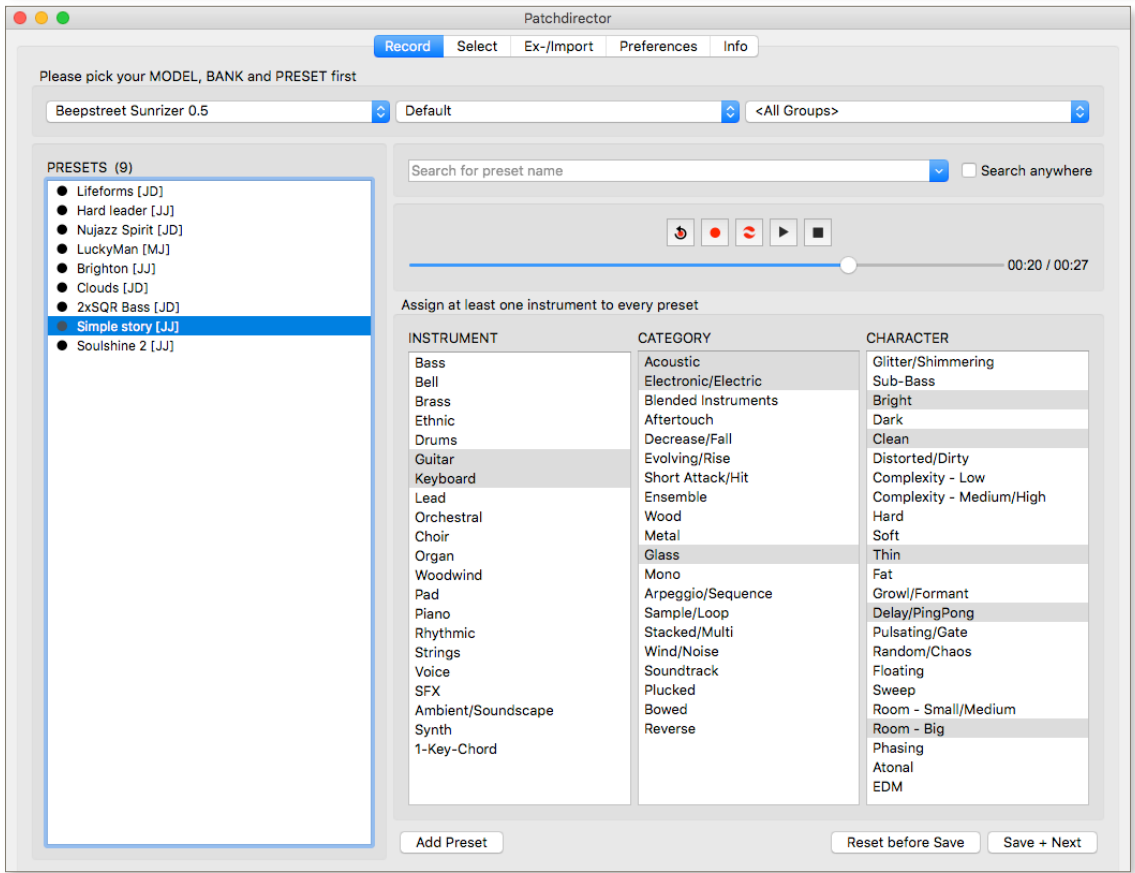 Patchdirector
Record Select Ex-/Import Preferences Info
Please pick your MODEL, BANK and PRESET first
Beepstreet Sunrizer 0.5 Default <All Groups>
PRESETS (9)
Lifeforms [JD]
Hard leader [JJ]
Nujazz Spirit [JD]
LuckyMan [MJ]
Brighton [JJ]
Clouds [JD]
2xSQR Bass [JD]
Simple story [JJ]
Soulshine 2 [JJ]
Search for preset name Search anywhere
00:20 / 00:27
Assign at least one instrument to every preset
INSTRUMENT
Bass
Bell
Brass
Ethnic
Drums
Guitar
Keyboard
Lead
Orchestral
Choir
Organ
Woodwind
Pad
Piano
Rhythmic
Strings
Voice
SFX
Ambient/Soundscape
Synth
1-Key-Chord
CATEGORY
Acoustic
Electronic/Electric
Blended Instruments
Aftertouch
Decrease/Fall
Evolving/Rise
Short Attack/Hit
Ensemble
Wood
Metal
Glass
Mono
Arpeggio/Sequence
Sample/Loop
Stacked/Multi
Wind/Noise
Soundtrack
Plucked
Bowed
Reverse
CHARACTER
Glitter/Shimmering
Sub-Bass
Bright
Dark
Clean
Distorted/Dirty
Complexity - Low
Complexity - Medium/High
Hard
Soft
Thin
Fat
Growl/Formant
Delay/PingPong
Pulsating/Gate
Random/Chaos
Floating
Sweep
Room - Small/Medium
Room - Big
Phasing
Atonal
EDM
Add Preset Reset before Save Save + Next